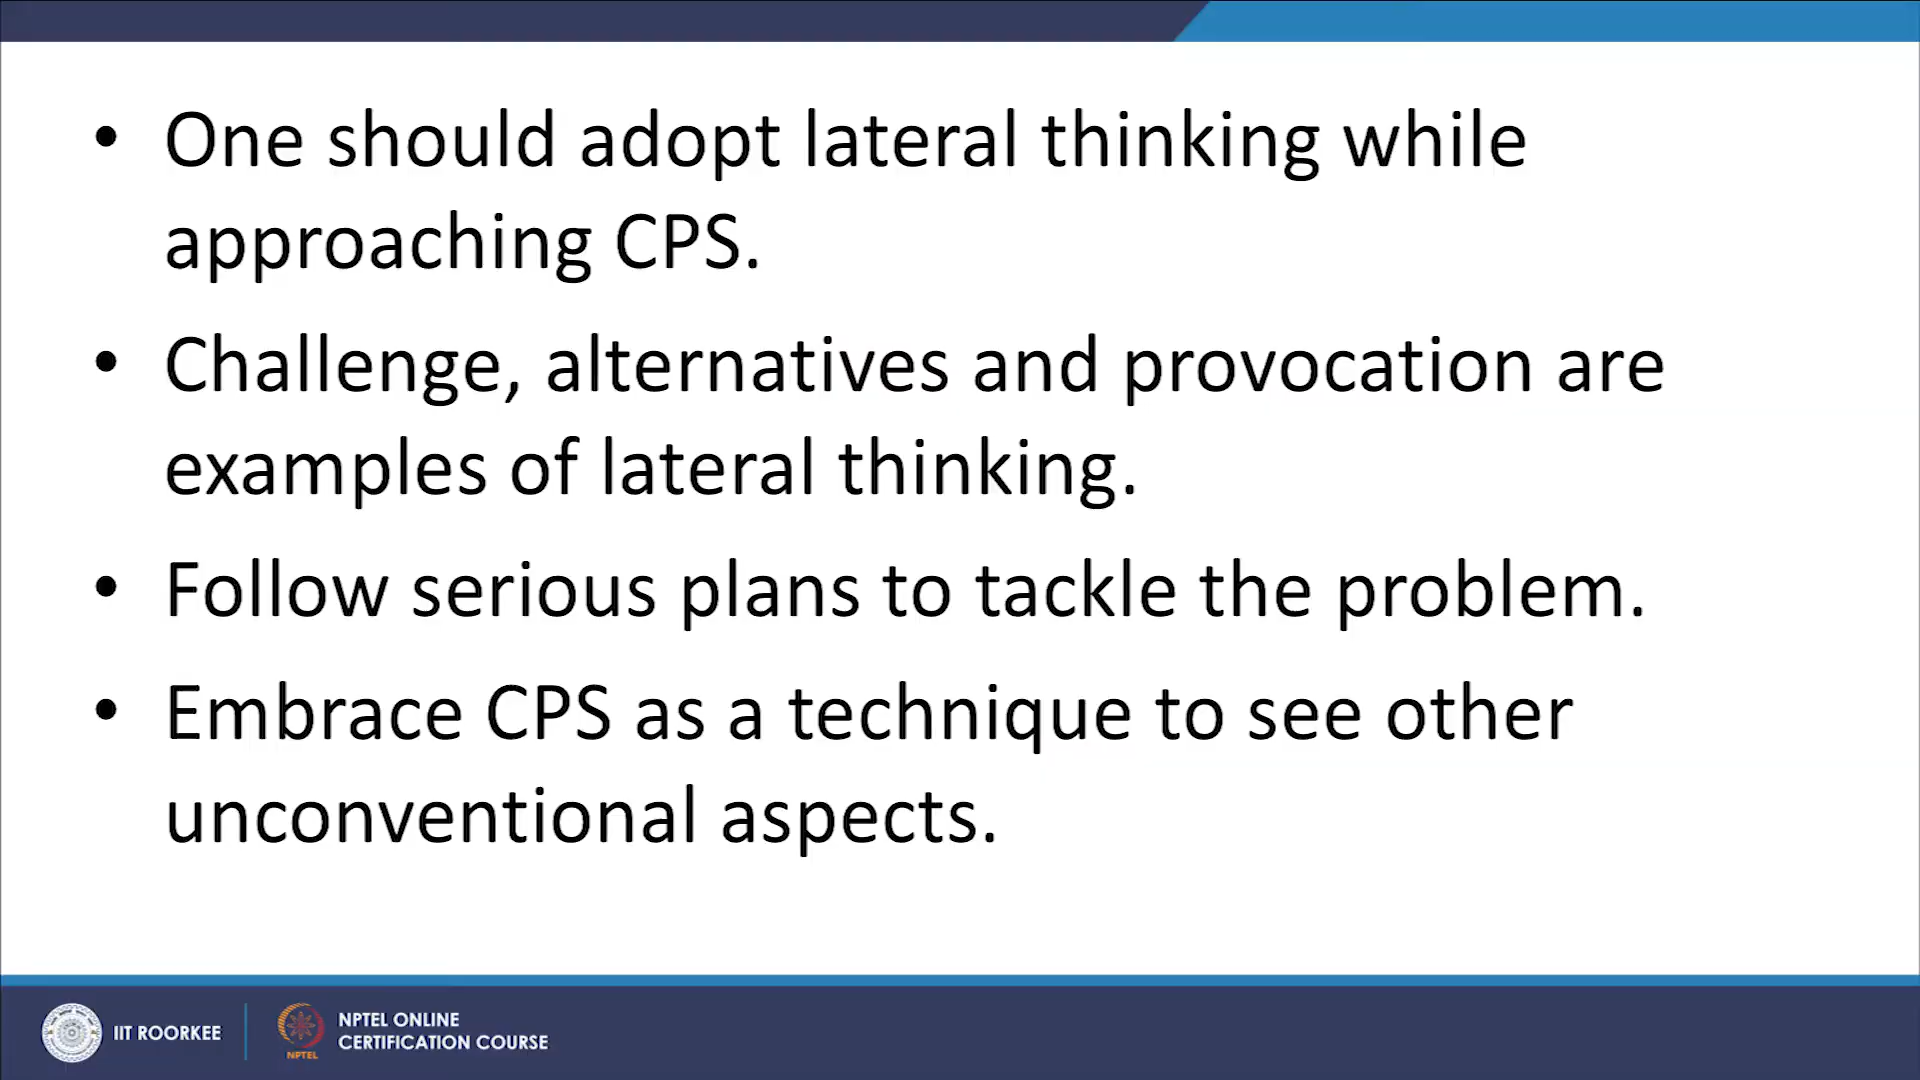 • One should adopt lateral thinking while
approaching CPS.
• Challenge, alternatives and provocation are
examples of lateral thinking.
• Follow serious plans to tackle the problem.
• Embrace CPS as a technique to see other
unconventional aspects.
IIT ROORKEE
NPTEL
NPTEL ONLINE
CERTIFICATION COURSE